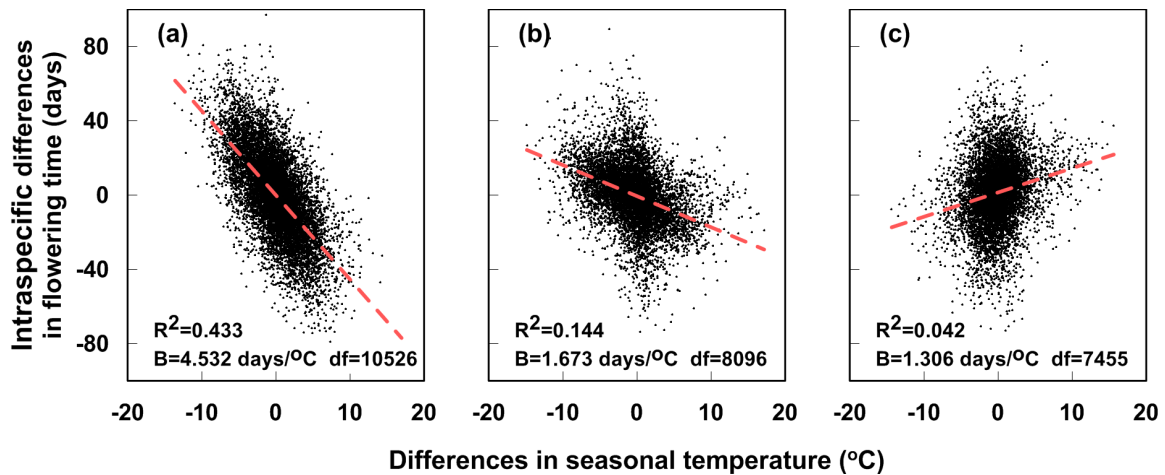 Intraspecific differences
in flowering time (days)
80
40
0
-40
-80
(a)
R²=0.433
B=4.532 days/ºC df=10526
-20 -10 0 10 20
(b)
R²=0.144
B=1.673 days/ºC df=8096
-20 -10 0 10 20
(c)
R²=0.042
B=1.306 days/ºC df=7455
-20 -10 0 10 20
Differences in seasonal temperature (ºC)